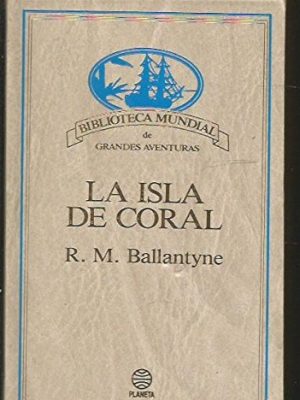 BIBLIOTECA MUNDIAL
de
GRANDES AVENTURAS
LA ISLA
DE CORAL
R. M. Ballantyne
PLANETA